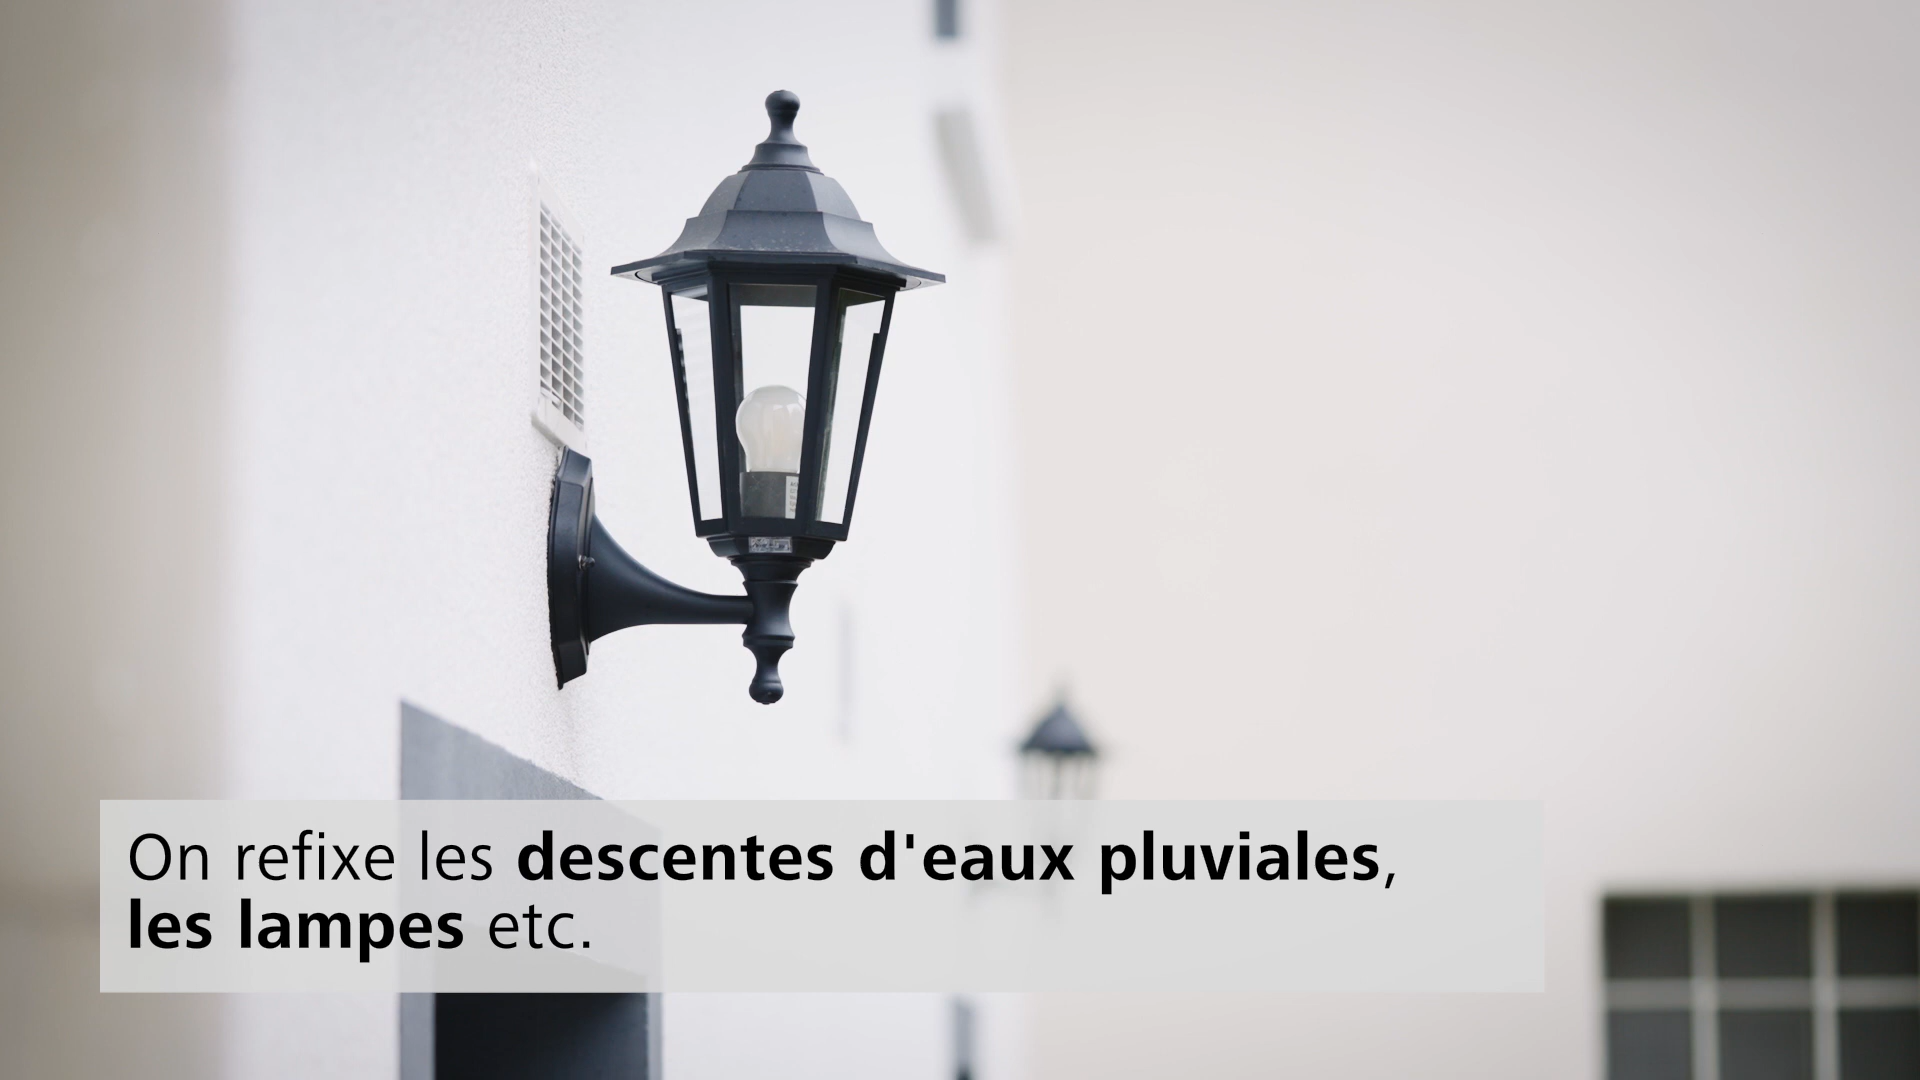 On refixe les descentes d'eaux pluviales,
les lampes etc.